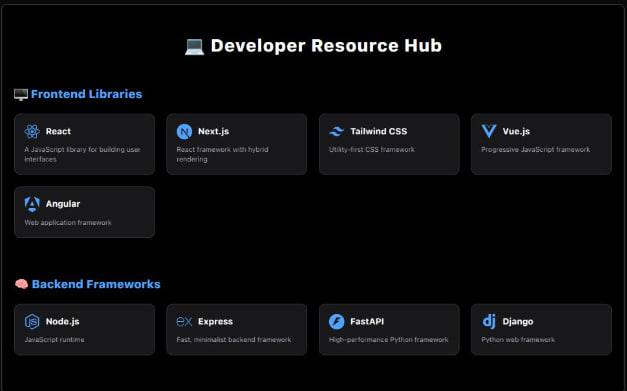 💻 Developer Resource Hub
🖥️ Frontend Libraries
React
A JavaScript library for building user
interfaces
Next.js
React framework with hybrid
rendering
Tailwind CSS
Utility-first CSS framework
Vue.js
Progressive JavaScript framework
Angular
Web application framework
🧠 Backend Frameworks
Node.js
JavaScript runtime
ex Express
Fast, minimalist backend framework
FastAPI
High-performance Python framework
dj Django
Python web framework